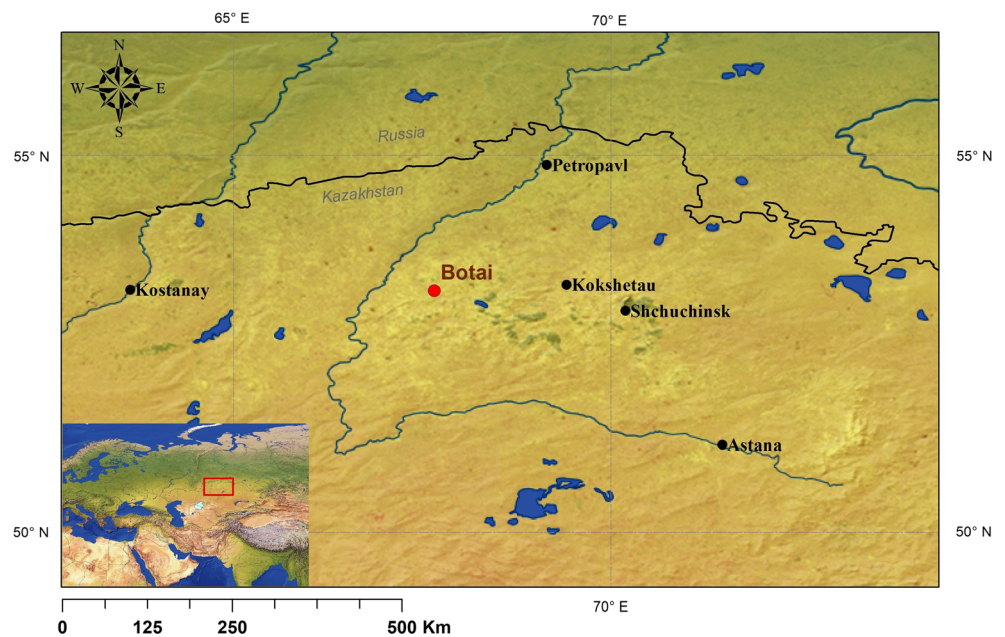 65° E
70° E
N
W
E
S
Russia
55° N
55° N
Petropavl
Kazakhstan
Botai
Kostanay
Kokshetau
Shchuchinsk
Astana
50° N
50° N
70° E
0
125
250
500 Km